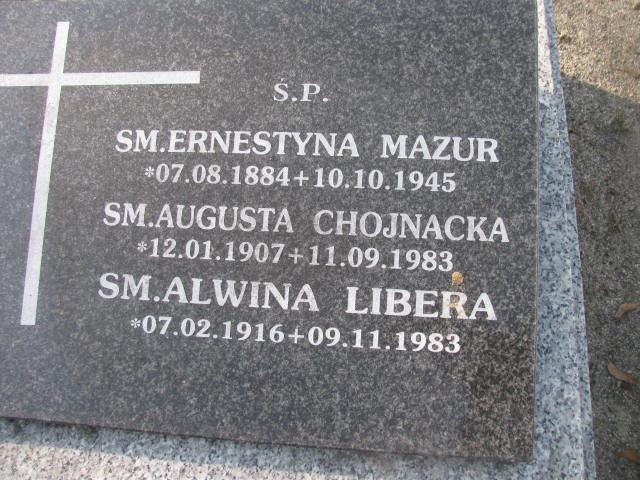 Ś.P.
SM.ERNESTYNA MAZUR
*07.08.1884+10.10.1945
SM.AUGUSTA CHOJNACKA
*12.01.1907+11.09.1983
SM.ALWINA LIBERA
*07.02.1916+09.11.1983